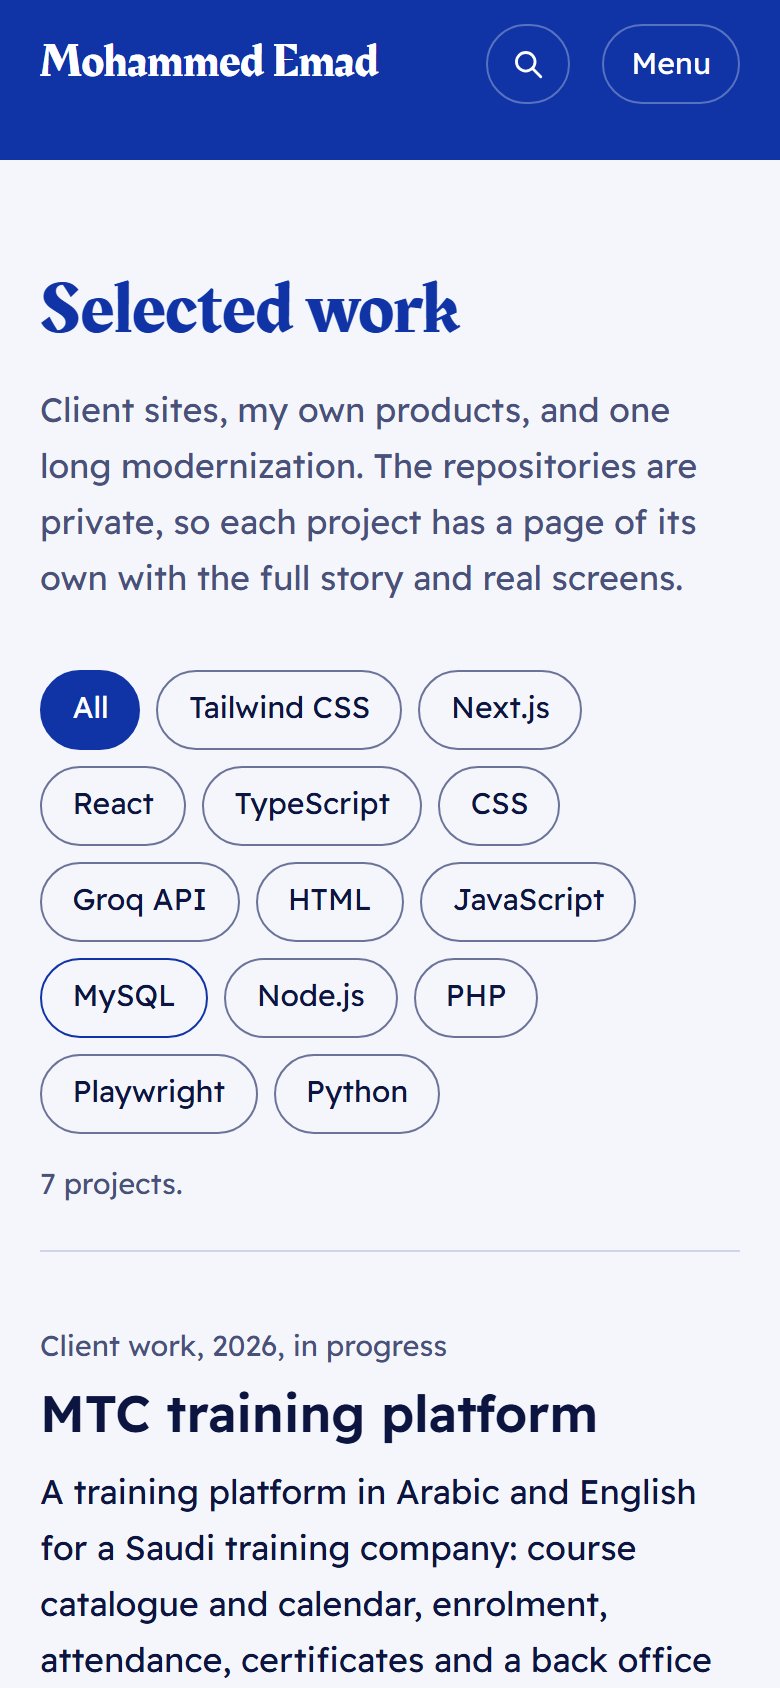 Mohammed Emad
Menu
Selected work
Client sites, my own products, and one
long modernization. The repositories are
private, so each project has a page of its
own with the full story and real screens.
All Tailwind CSS Next.js
React TypeScript CSS
Groq API HTML JavaScript
MySQL Node.js PHP
Playwright Python
7 projects.
Client work, 2026, in progress
MTC training platform
A training platform in Arabic and English
for a Saudi training company: course
catalogue and calendar, enrolment,
attendance, certificates and a back office